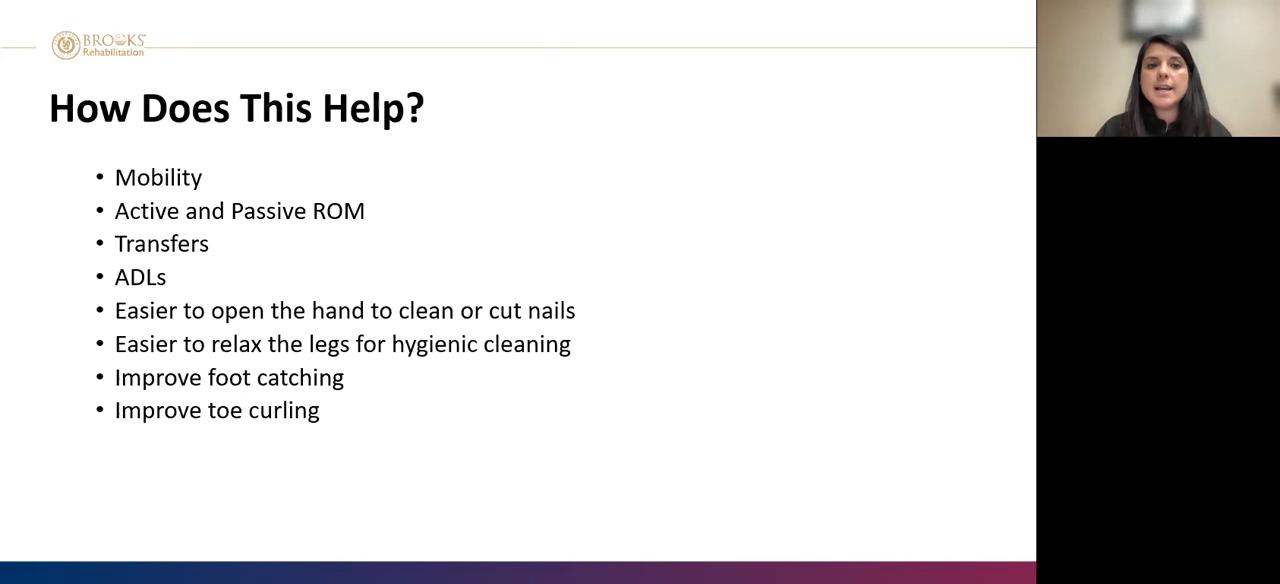 BROOKS
Rehabilitation
How Does This Help?
• Mobility
• Active and Passive ROM
• Transfers
• ADLs
• Easier to open the hand to clean or cut nails
• Easier to relax the legs for hygienic cleaning
• Improve foot catching
• Improve toe curling